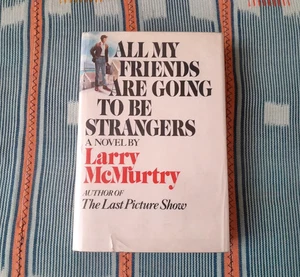 ALL MY
FRIENDS
ARE GOING
TO BE
STRANGERS
A NOVEL BY
Larry
McMurtry
AUTHOR OF
The Last Picture Show